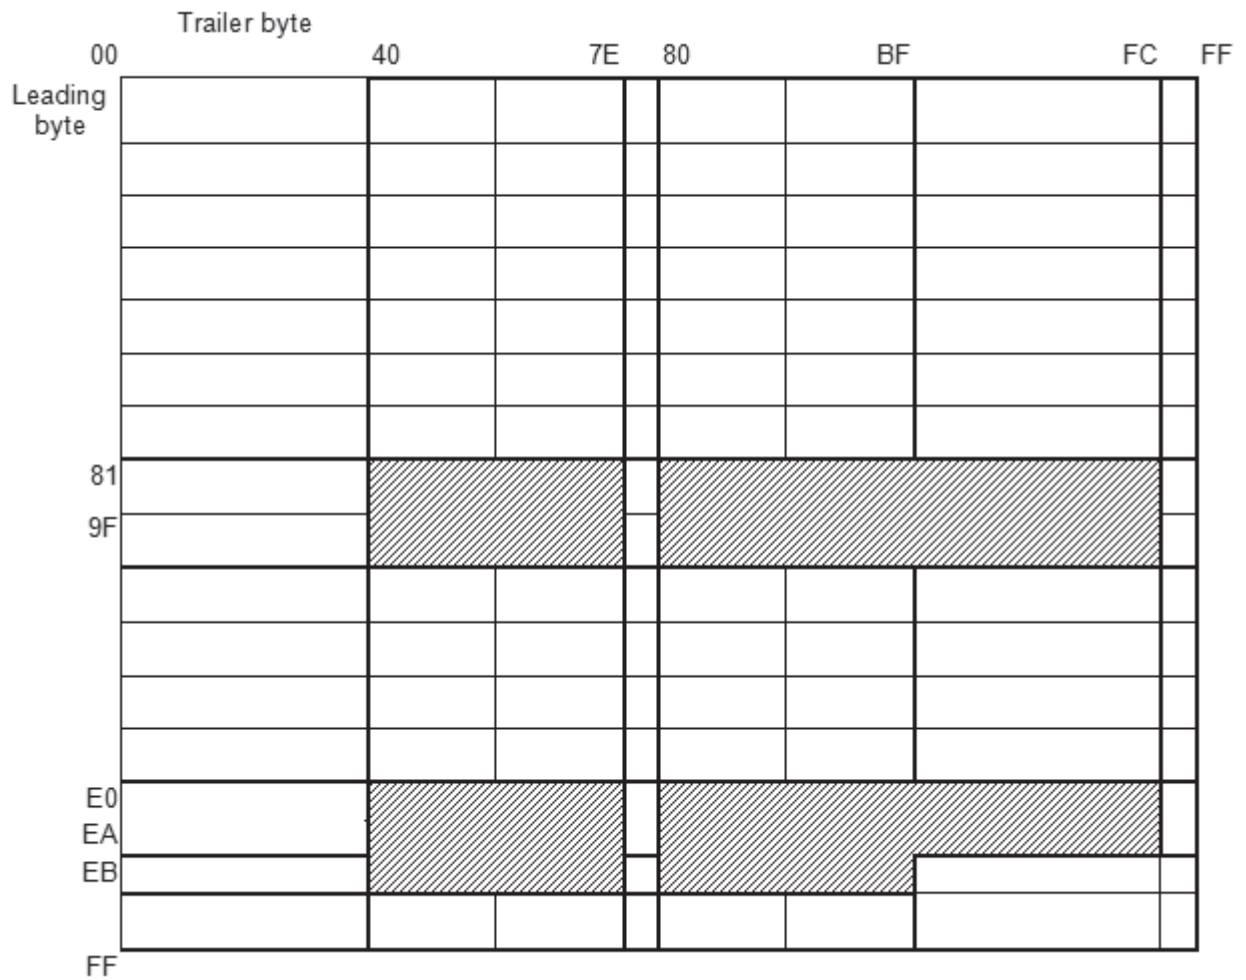 Trailer byte
00 40 7E 80 BF FC FF
Leading
byte
81
9F
E0
EA
EB
FF